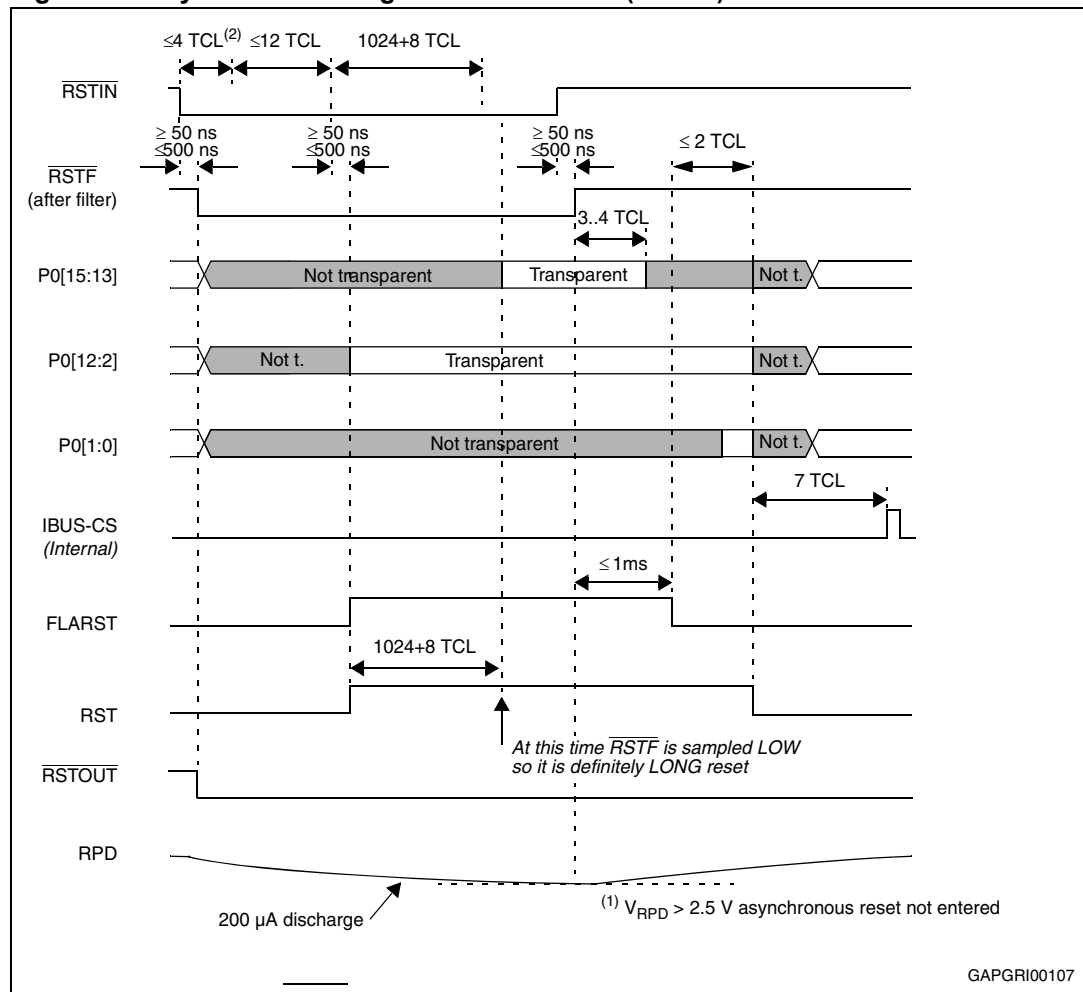 ≤4 TCL(2) ≤12 TCL 1024+8 TCL
RSTIN
≥ 50 ns ≥ 50 ns ≥ 50 ns ≤ 2 TCL
≤500 ns ≤500 ns ≤500 ns
RSTF
(after filter)
3..4 TCL
P0[15:13] Not transparent Transparent Not t.
P0[12:2] Not t. Transparent Not t.
P0[1:0] Not transparent Not t.
7 TCL
IBUS-CS
(Internal)
≤ 1ms
FLARST
1024+8 TCL
RST
At this time RSTF is sampled LOW
so it is definitely LONG reset
RSTOUT
RPD
200 µA discharge
(1) VRPD > 2.5 V asynchronous reset not entered
GAPGRI00107